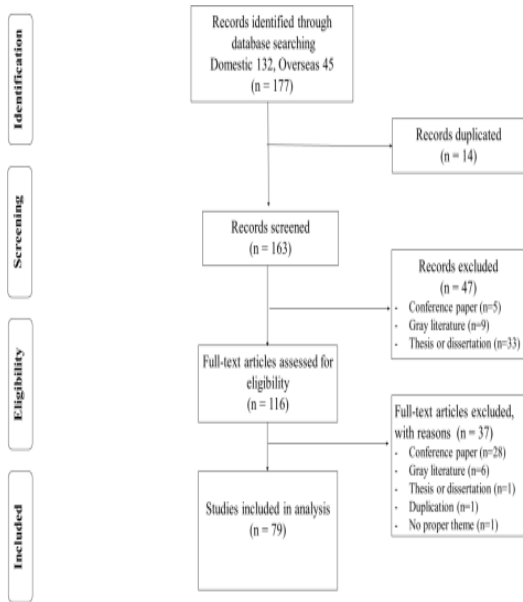 Identification
Records identified through
database searching
Domestic 132, Overseas 45
(n = 177)
Records duplicated
(n = 14)
Screening
Records screened
(n = 163)
Records excluded
(n = 47)
- Conference paper (n=5)
- Gray literature (n=9)
- Thesis or dissertation (n=33)
Eligibility
Full-text articles assessed for
eligibility
(n = 116)
Full-text articles excluded,
with reasons (n = 37)
- Conference paper (n=28)
- Gray literature (n=6)
- Thesis or dissertation (n=1)
- Duplication (n=1)
- No proper theme (n=1)
Included
Studies included in analysis
(n = 79)